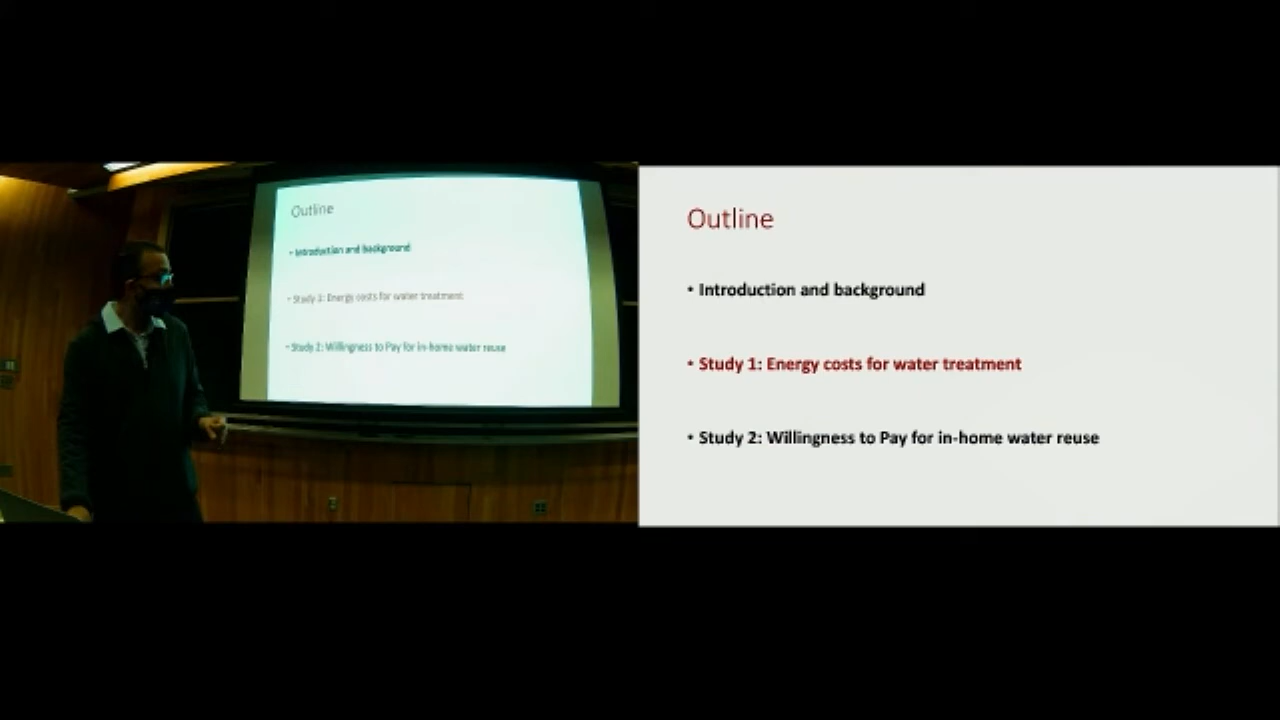 Outline
• Introduction and background
• Study 1: Energy costs for water treatment
• Study 2: Willingness to Pay for in-home water reuse
Outline
• Introduction and background
• Study 1: Energy costs for water treatment
• Study 2: Willingness to Pay for in-home water reuse